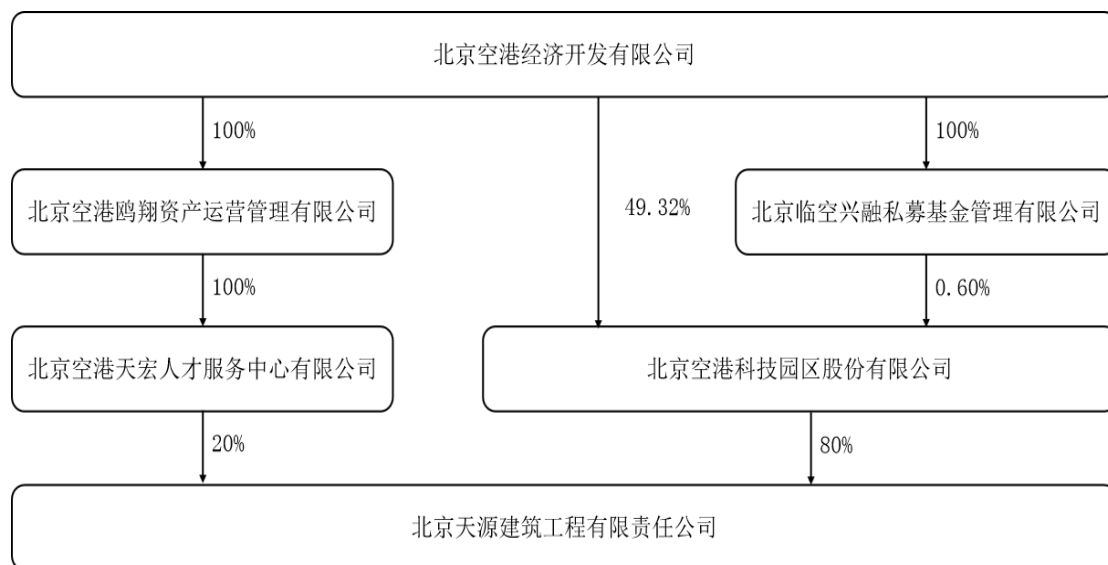 北京空港经济开发有限公司
100%
100%
北京空港鸥翔资产运营管理有限公司
49.32%
北京临空兴融私募基金管理有限公司
100%
0.60%
北京空港天宏人才服务中心有限公司
北京空港科技园区股份有限公司
20%
80%
北京天源建筑工程有限责任公司